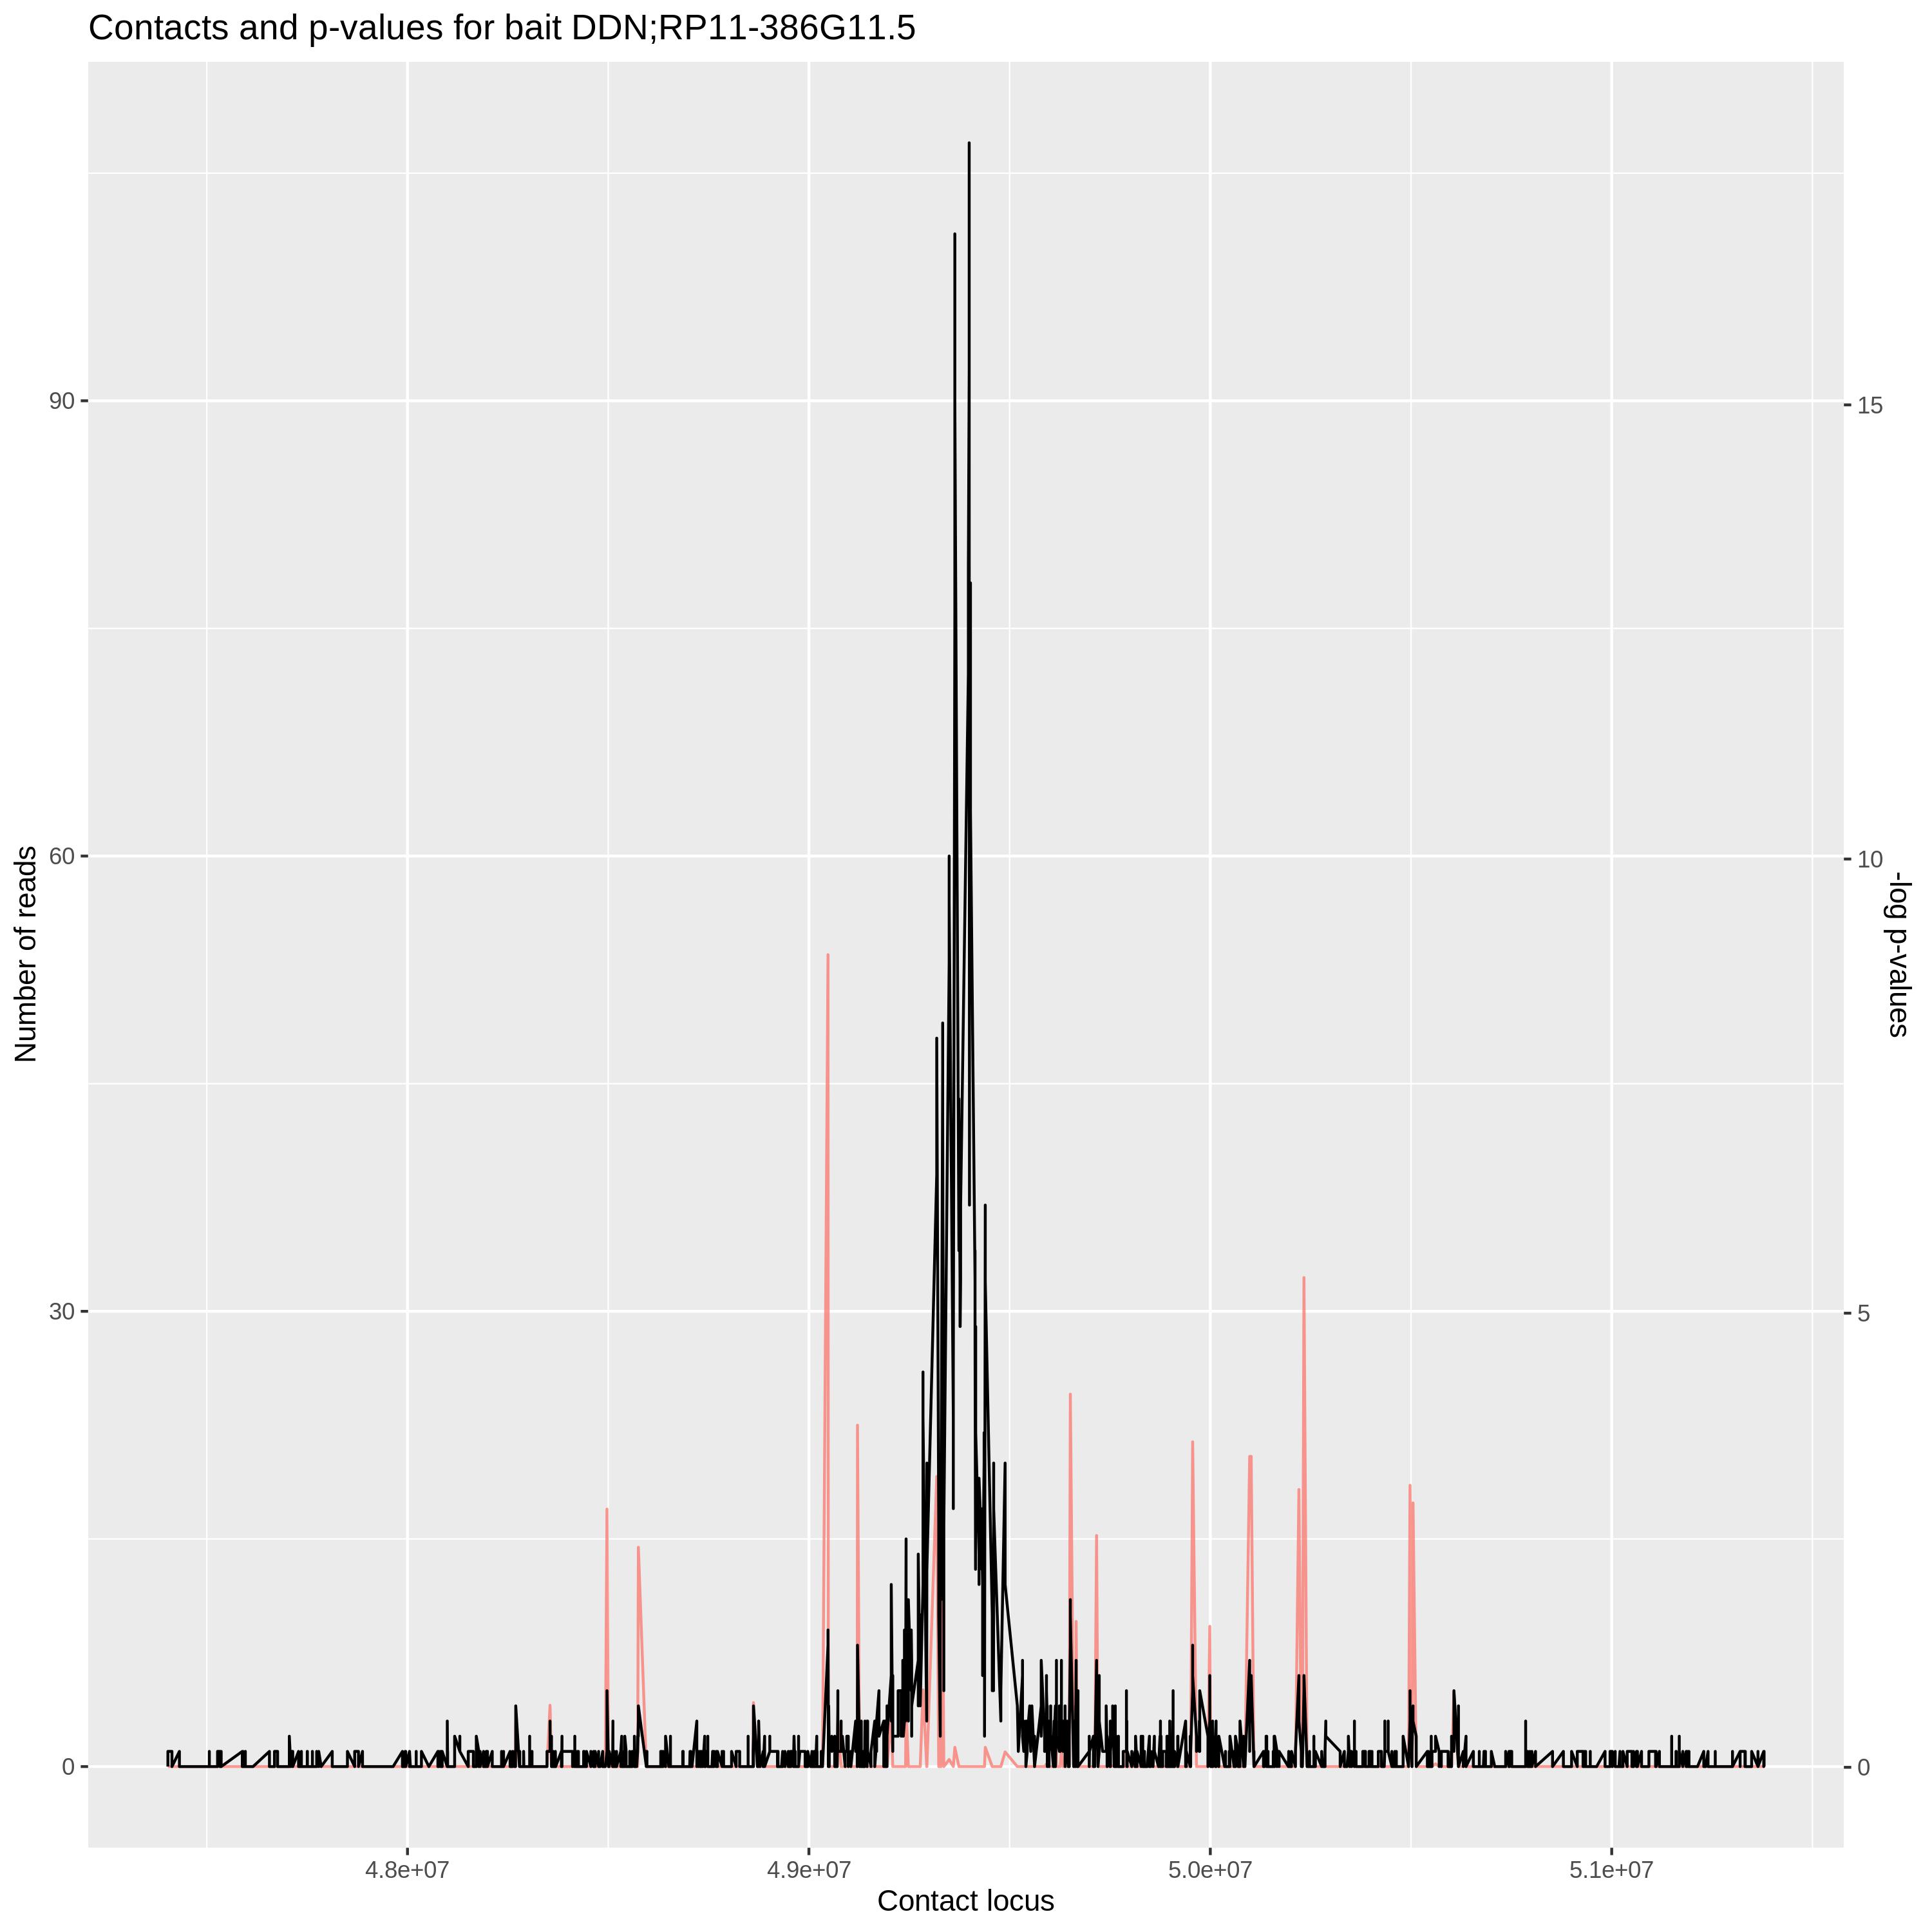 Contacts and p-values for bait DDN;RP11-386G11.5
Number of reads
90
60
30
0
15
10
5
0
-log p-values
4.8e+07 4.9e+07 5.0e+07 5.1e+07
Contact locus